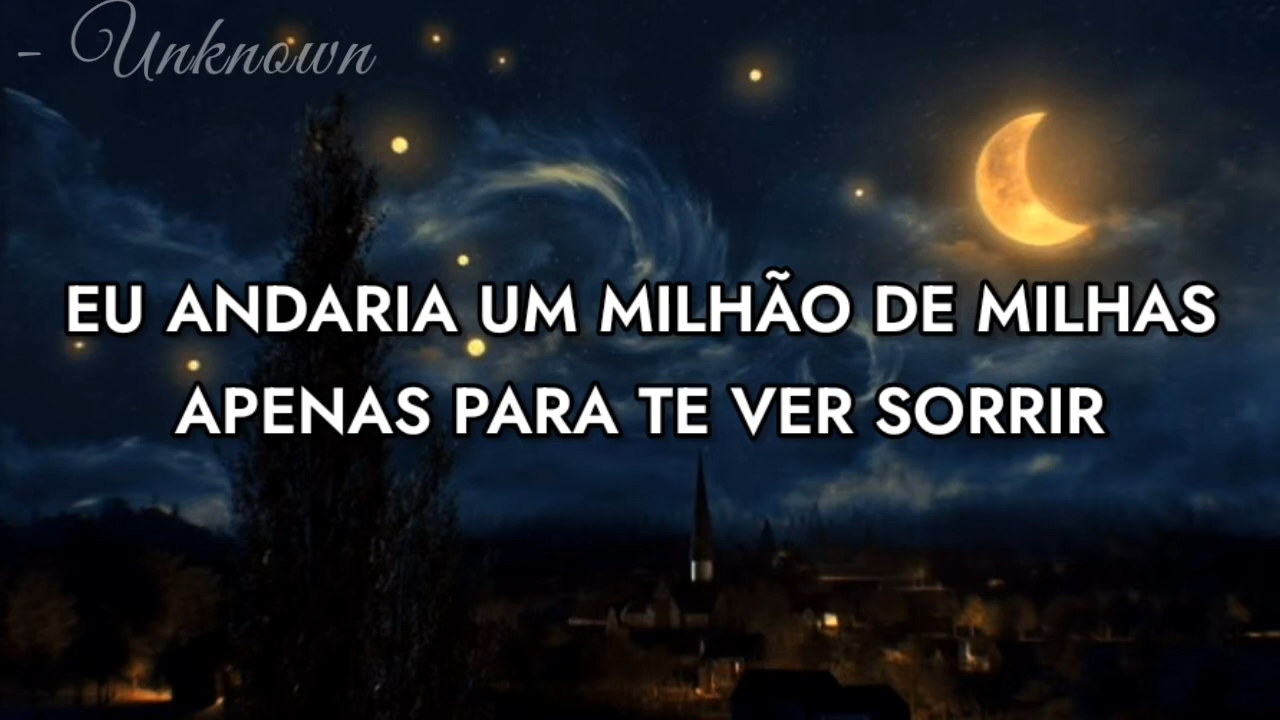 - Unknown
EU ANDARIA UM MILHÃO DE MILHAS
APENAS PARA TE VER SORRIR